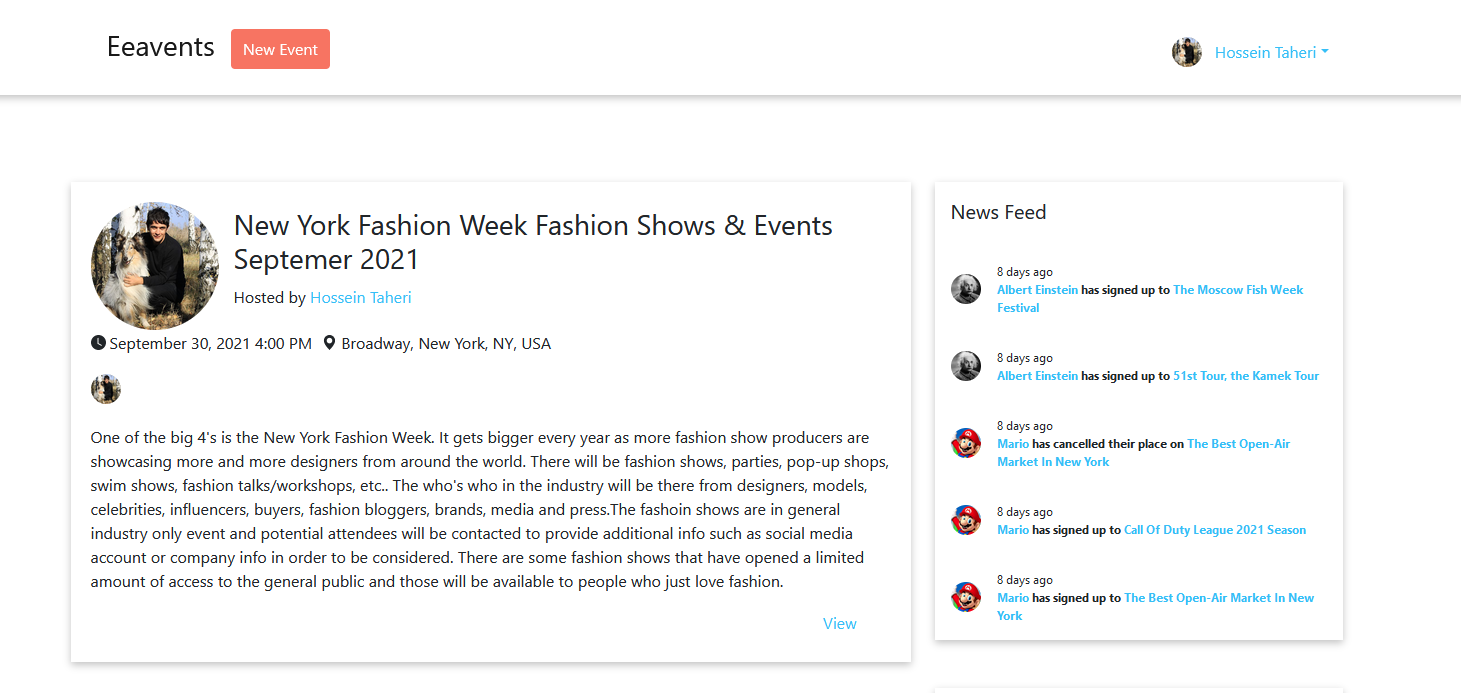 Eeavents
New Event
Hossein Taheri
New York Fashion Week Fashion Shows & Events
Septemer 2021
Hosted by Hossein Taheri
September 30, 2021 4:00 PM Broadway, New York, NY, USA
One of the big 4's is the New York Fashion Week. It gets bigger every year as more fashion show producers are
showcasing more and more designers from around the world. There will be fashion shows, parties, pop-up shops,
swim shows, fashion talks/workshops, etc.. The who's who in the industry will be there from designers, models,
celebrities, influencers, buyers, fashion bloggers, brands, media and press.The fashoin shows are in general
industry only event and potential attendees will be contacted to provide additional info such as social media
account or company info in order to be considered. There are some fashion shows that have opened a limited
amount of access to the general public and those will be available to people who just love fashion.
View
News Feed
8 days ago
Albert Einstein has signed up to The Moscow Fish Week
Festival
8 days ago
Albert Einstein has signed up to 51st Tour, the Kamek Tour
8 days ago
Mario has cancelled their place on The Best Open-Air
Market In New York
8 days ago
Mario has signed up to Call Of Duty League 2021 Season
8 days ago
Mario has signed up to The Best Open-Air Market In New
York